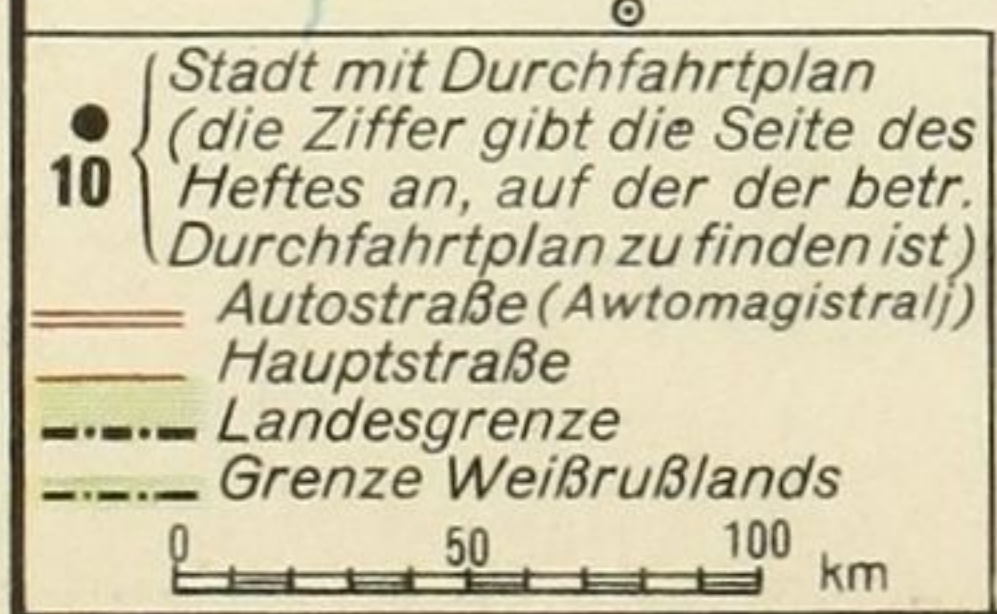 Stadt mit Durchfahrtplan
(die Ziffer gibt die Seite des
10 Heftes an, auf der der betr.
Durchfahrtplan zu finden ist)
Autostraße (Awtomagistralj)
Hauptstraße
Landesgrenze
Grenze Weißrußlands
0 50 100 km